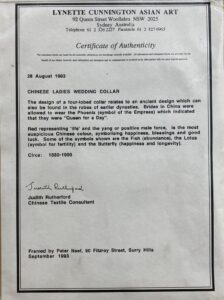 LYNETTE CUNNINGTON ASIAN ART
92 Queen Street Woollahra NSW 2025
Sydney Australia
Certificate of Authenticity
28 August 1993
CHINESE LADIES WEDDING COLLAR
The design of a four-lobed collar relates to an ancient design which can
also be found in the robes of earlier dynasties. Brides in China were
allowed to wear the Phoenix (symbol of the Empress) which indicated
that they were "Queen for a Day".
Red representing 'life' and the yang or positive male force, is the most
auspicious Chinese colour, symbolising happiness, blessings and good
luck. Some of the symbols shown are the Fish (abundance), the Lotus
(symbol for fertility) and the Butterfly (happiness and longevity).
Circa: 1880-1900
Judith Rutherford
Judith Rutherford
Chinese Textile Consultant
Framed by Peter Neef, 9C Fitzroy Street, Surry Hills
September 1993